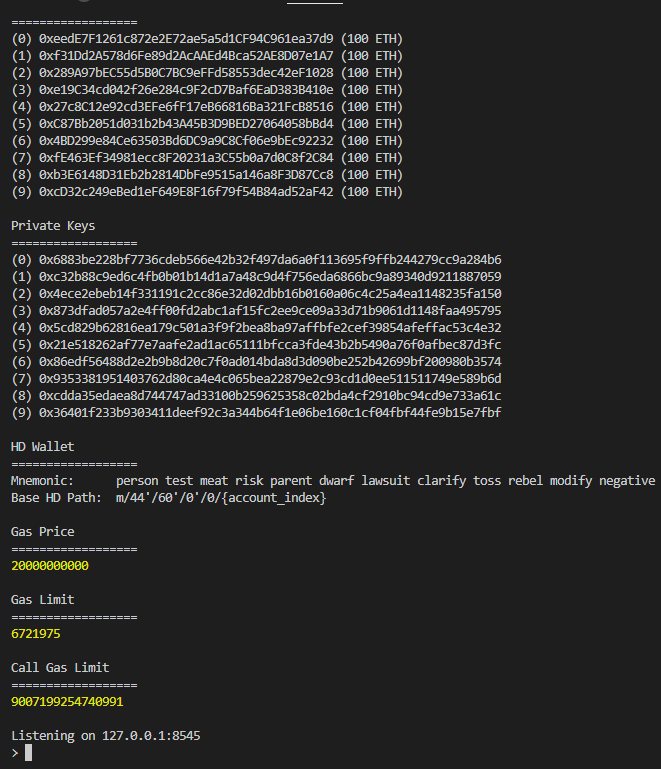 ==================
(0) 0xeedE7F1261c872e2E72ae5a5d1CF94C961ea37d9 (100 ETH)
(1) 0xf31Dd2A578d6Fe89d2AcAAEd4Bca52AE8D07e1A7 (100 ETH)
(2) 0x289A97bEC55d5B0C7BC9eFFd58553dec42eF1028 (100 ETH)
(3) 0xe19C34cd042f26e284c9F2cD7Baf6EaD383B410e (100 ETH)
(4) 0x27c8C12e92cd3EFe6fF17eB66816Ba321FcB8516 (100 ETH)
(5) 0xC87Bb2051d031b2b43A45B3D9BED27064058bBd4 (100 ETH)
(6) 0x4BD299e84Ce63503Bd6DC9a9C8Cf06e9bEc92232 (100 ETH)
(7) 0xfE463Ef34981ecc8F20231a3C55b0a7d0C8f2C84 (100 ETH)
(8) 0xb3E6148D31Eb2b2814DbFe9515a146a8F3D87Cc8 (100 ETH)
(9) 0xcD32c249eBed1eF649E8F16f79f54B84ad52aF42 (100 ETH)
Private Keys
==================
(0) 0x6883be228bf7736cdeb566e42b32f497da6a0f113695f9ffb244279cc9a284b6
(1) 0xc32b88c9ed6c4fb0b01b14d1a7a48c9d4f756eda6866bc9a89340d9211887059
(2) 0x4ece2ebeb14f331191c2cc86e32d02dbb16b0160a06c4c25a4ea1148235fa150
(3) 0x873dfad057a2e4ff00fd2abc1af15fc2ee9ce09a33d71b9061d1148faa495795
(4) 0x5cd829b62816ea179c501a3f9f2bea8ba97affbfe2cef39854afeffac53c4e32
(5) 0x21e518262af77e7aafe2ad1ac65111bfcca3fde43b2b5490a76f0afbec87d3fc
(6) 0x86edf56488d2e2b9b8d20c7f0ad014bda8d3d090be252b42699bf200980b3574
(7) 0x9353381951403762d80ca4e4c065bea22879e2c93cd1d0ee511511749e589b6d
(8) 0xcdda35edaea8d744747ad33100b259625358c02bda4cf2910bc94cd9e733a61c
(9) 0x36401f233b9303411deef92c3a344b64f1e06be160c1cf04fbf44fe9b15e7fbf
HD Wallet
==================
Mnemonic:      person test meat risk parent dwarf lawsuit clarify toss rebel modify negative
Base HD Path:  m/44'/60'/0'/0/{account_index}
Gas Price
==================
20000000000
Gas Limit
==================
6721975
Call Gas Limit
==================
9007199254740991
Listening on 127.0.0.1:8545
>